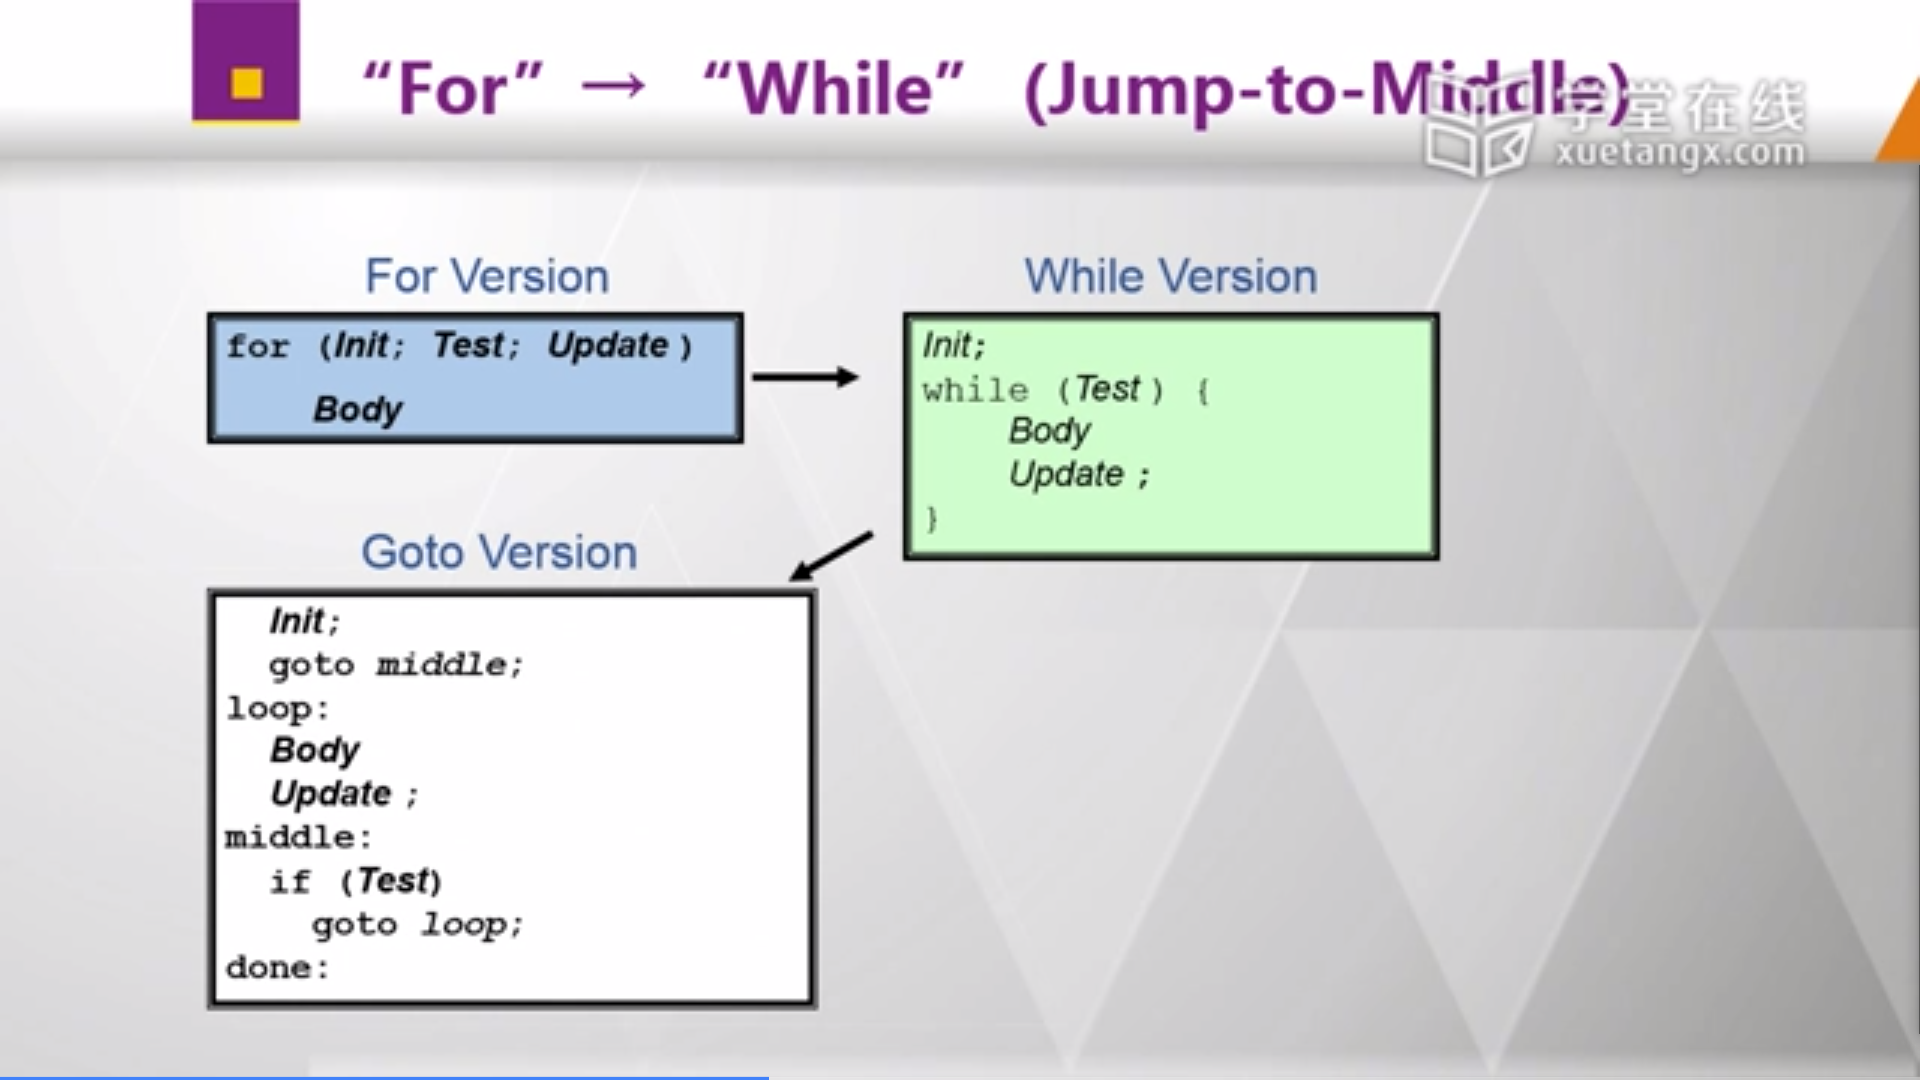 “For” → “While” (Jump-to-Middle)
学堂在线
xuetangx.com
For Version
for (Init; Test; Update )
Body
While Version
Init;
while (Test ) {
Body
Update ;
}
Goto Version
Init;
goto middle;
loop:
Body
Update ;
middle:
if (Test)
goto loop;
done: